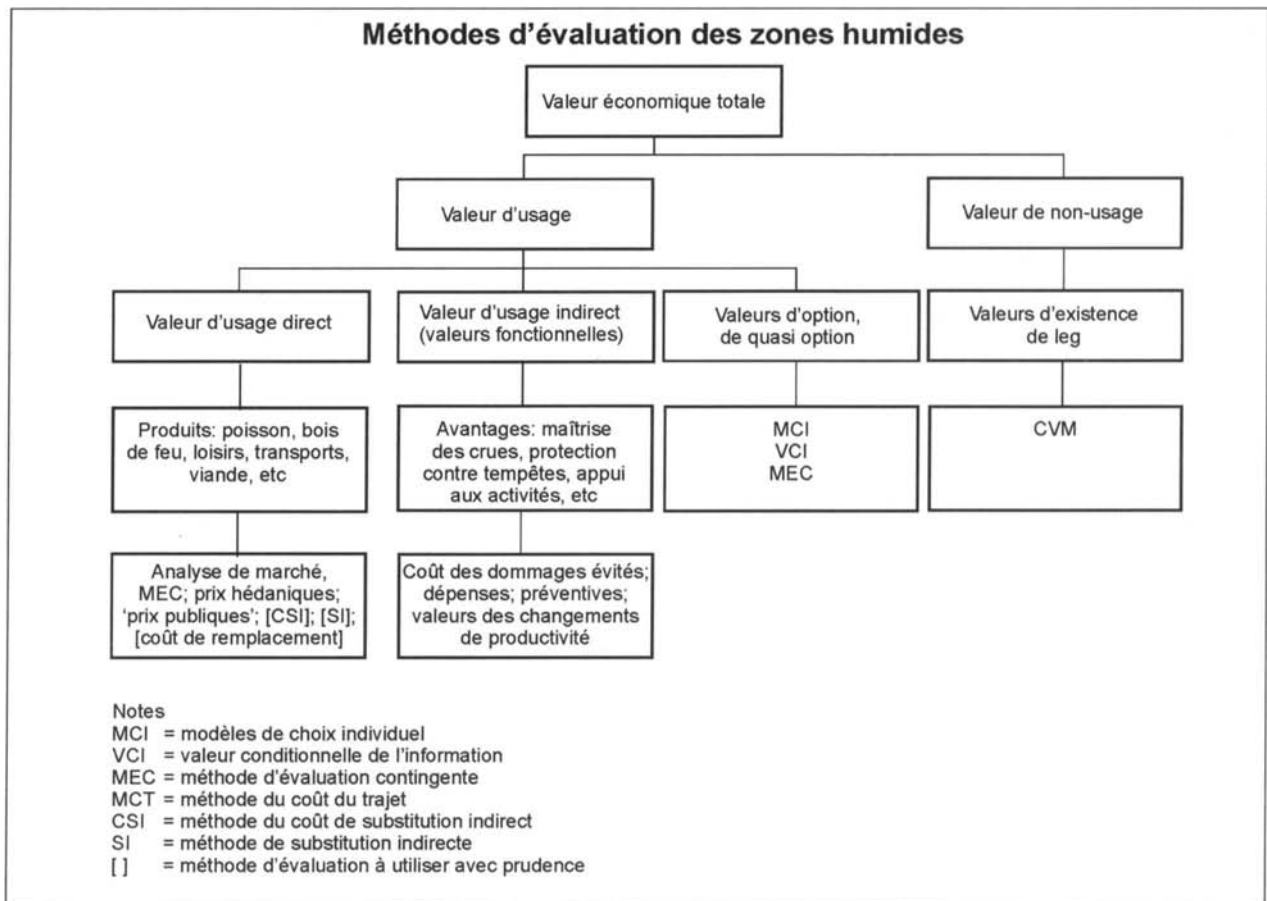 Méthodes d'évaluation des zones humides
Valeur économique totale
Valeur d'usage
Valeur de non-usage
Valeur d'usage direct
Valeur d'usage indirect
(valeurs fonctionnelles)
Valeurs d'option,
de quasi option
Valeurs d'existence
de leg
Produits: poisson, bois
de feu, loisirs, transports,
viande, etc
Avantages: maîtrise
des crues, protection
contre tempêtes, appui
aux activités, etc
MCI
VCI
MEC
CVM
Analyse de marché,
MEC; prix hédaniques;
'prix publiques'; [CSI]; [SI];
[coût de remplacement]
Coût des dommages évités;
dépenses; préventives;
valeurs des changements
de productivité
Notes
MCI = modèles de choix individuel
VCI = valeur conditionnelle de l'information
MEC = méthode d'évaluation contingente
MCT = méthode du coût du trajet
CSI = méthode du coût de substitution indirect
SI = méthode de substitution indirecte
[ ] = méthode d'évaluation à utiliser avec prudence